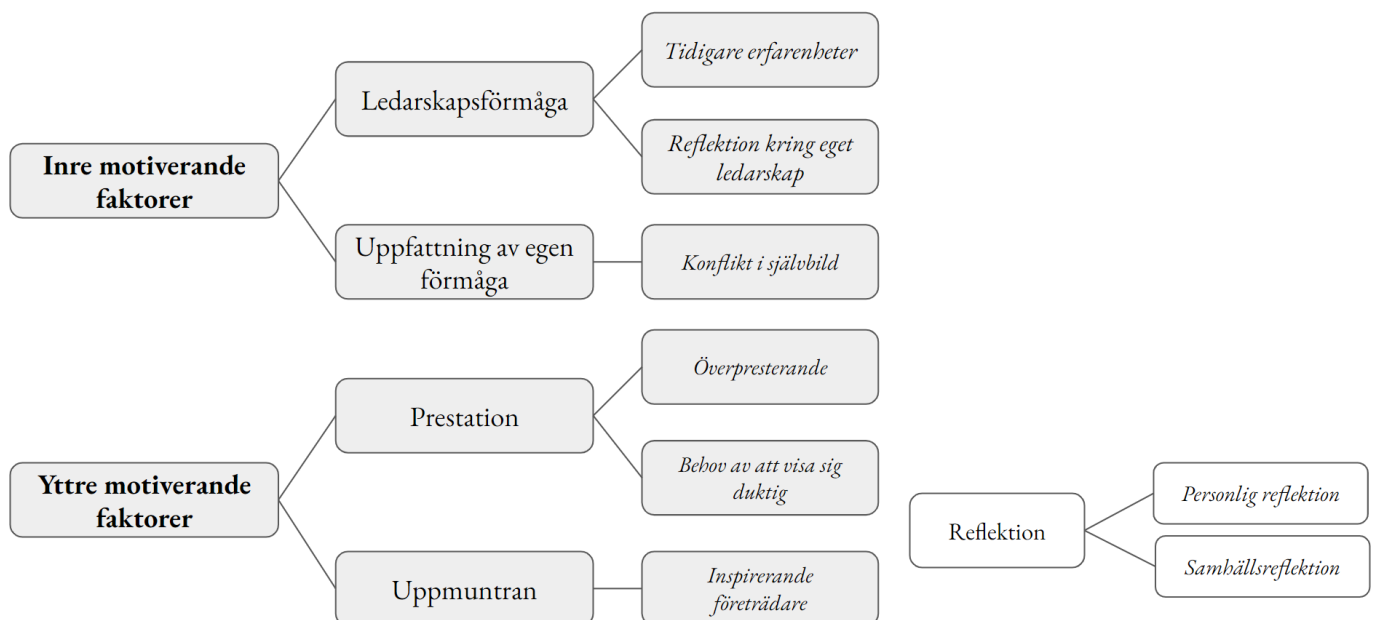 Tidigare erfarenheter
Ledarskapsförmåga
Reflektion kring eget
ledarskap
Inre motiverande
faktorer
Uppfattning av egen
förmåga
Konflikt i självbild
Överpresterande
Prestation
Behov av att visa sig
duktig
Yttre motiverande
faktorer
Uppmuntran
Inspirerande
företrädare
Reflektion
Personlig reflektion
Samhällsreflektion